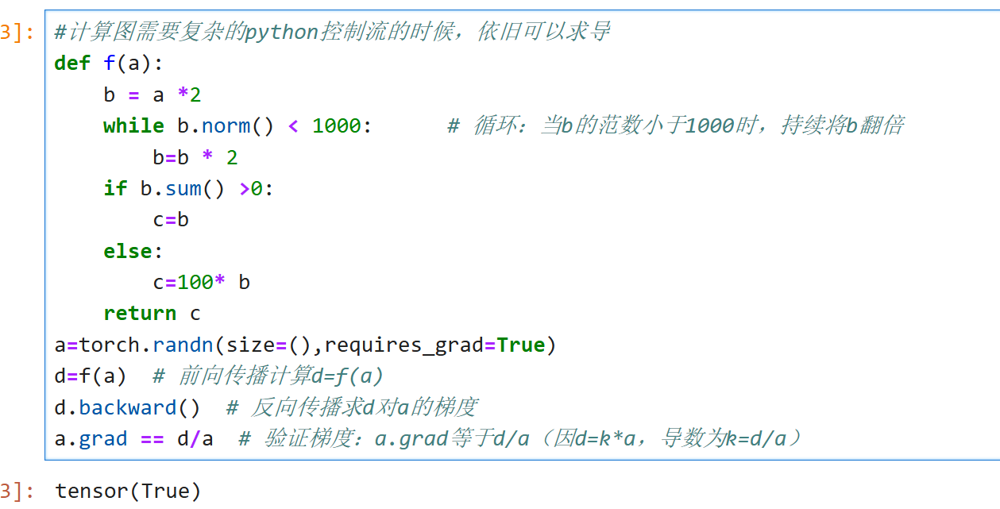 3]: #计算图需要复杂的python控制流的时候，依旧可以求导
def f(a):
    b = a *2
    while b.norm() < 1000:      # 循环：当b的范数小于1000时，持续将b翻倍
        b=b * 2
    if b.sum() >0:
        c=b
    else:
        c=100* b
    return c
a=torch.randn(size=(),requires_grad=True)
d=f(a)  # 前向传播计算d=f(a)
d.backward()  # 反向传播求d对a的梯度
a.grad == d/a  # 验证梯度：a.grad等于d/a（因d=k*a，导数为k=d/a）
3]: tensor(True)